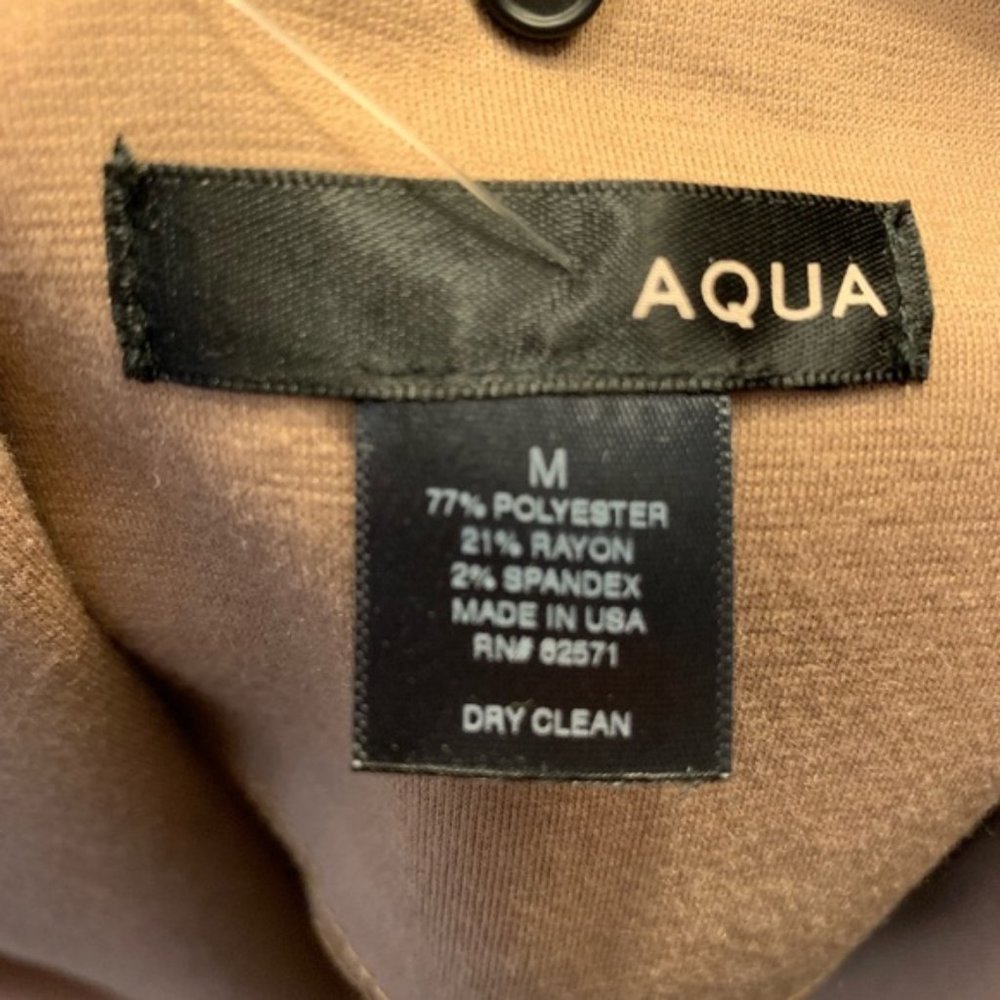 AQUA
M
77% POLYESTER
21% RAYON
2% SPANDEX
MADE IN USA
RN# 62571
DRY CLEAN